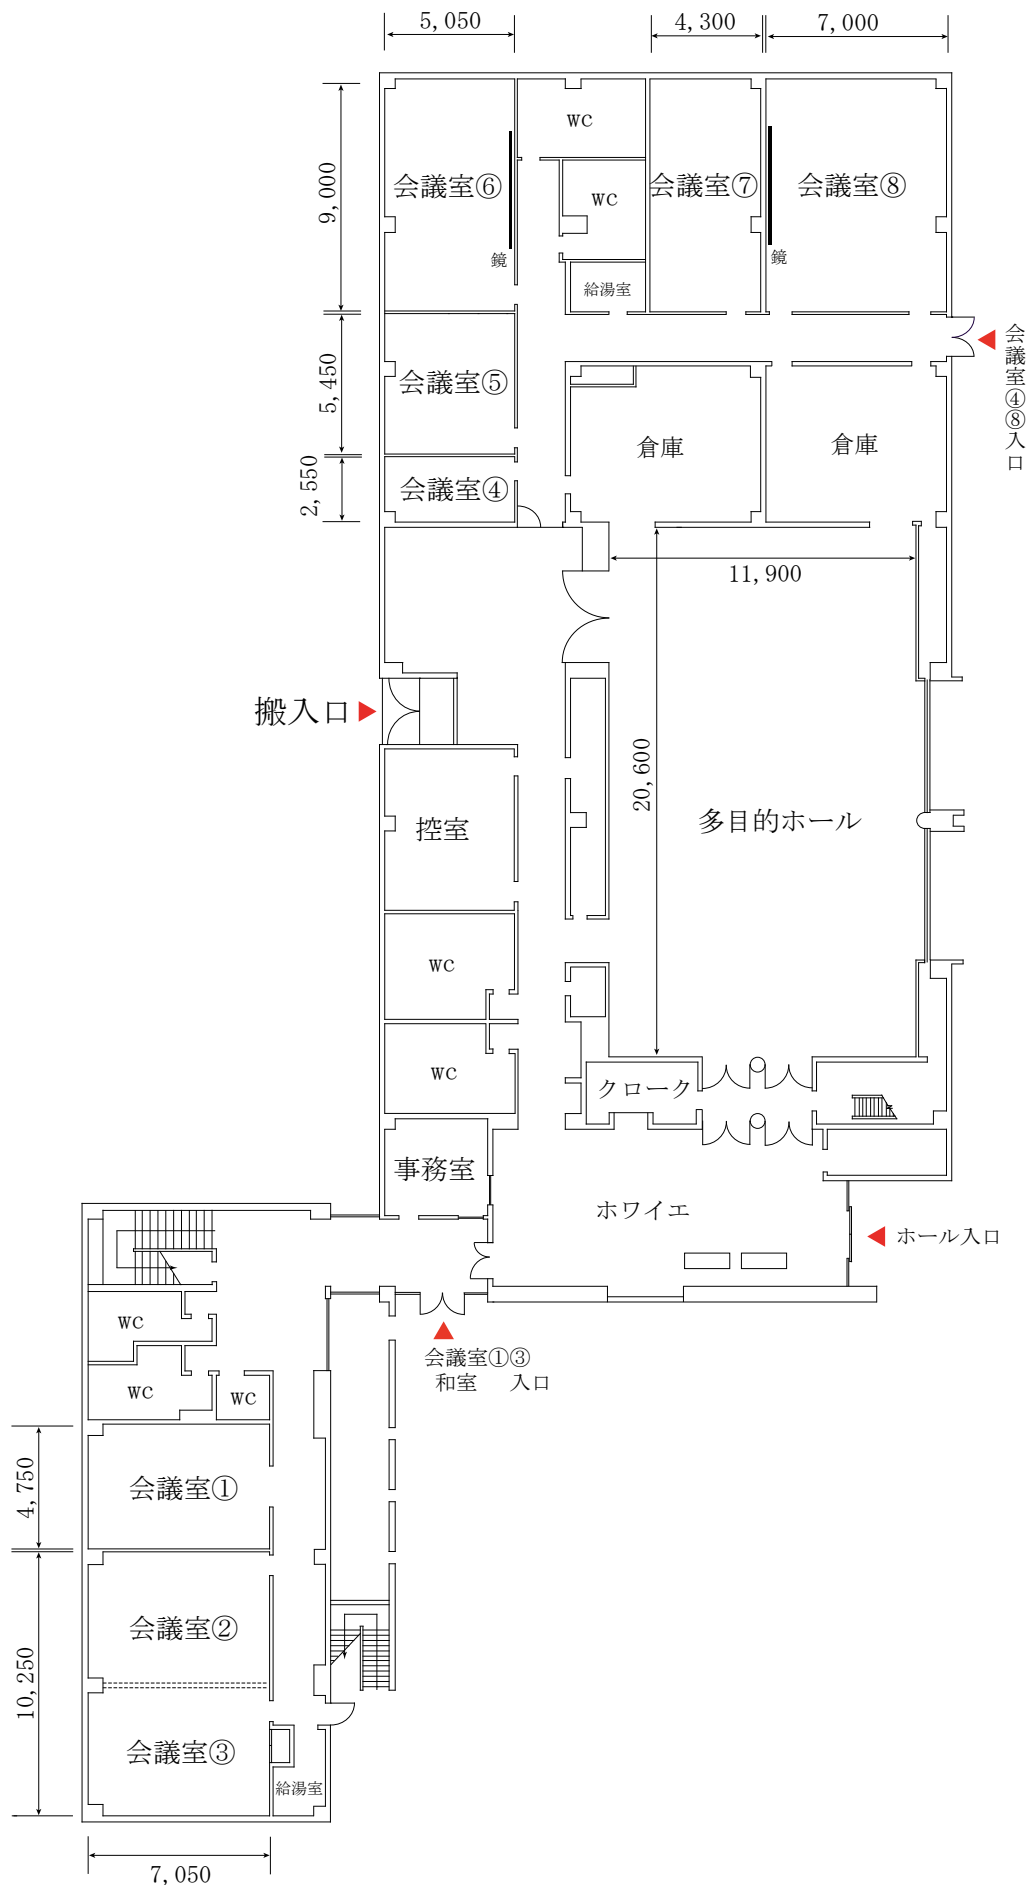 5,050
4,300
7,000
9,000
会議室⑥
WC
WC
会議室⑦
会議室⑧
鏡
鏡
給湯室
会議室④⑧入口
5,450
会議室⑤
倉庫
倉庫
2,550
会議室④
11,900
搬入口
20,600
控室
多目的ホール
WC
WC
クローク
事務室
ホワイエ
ホール入口
WC
会議室①③
和室 入口
WC
WC
4,750
会議室①
会議室②
10,250
会議室③
給湯室
7,050